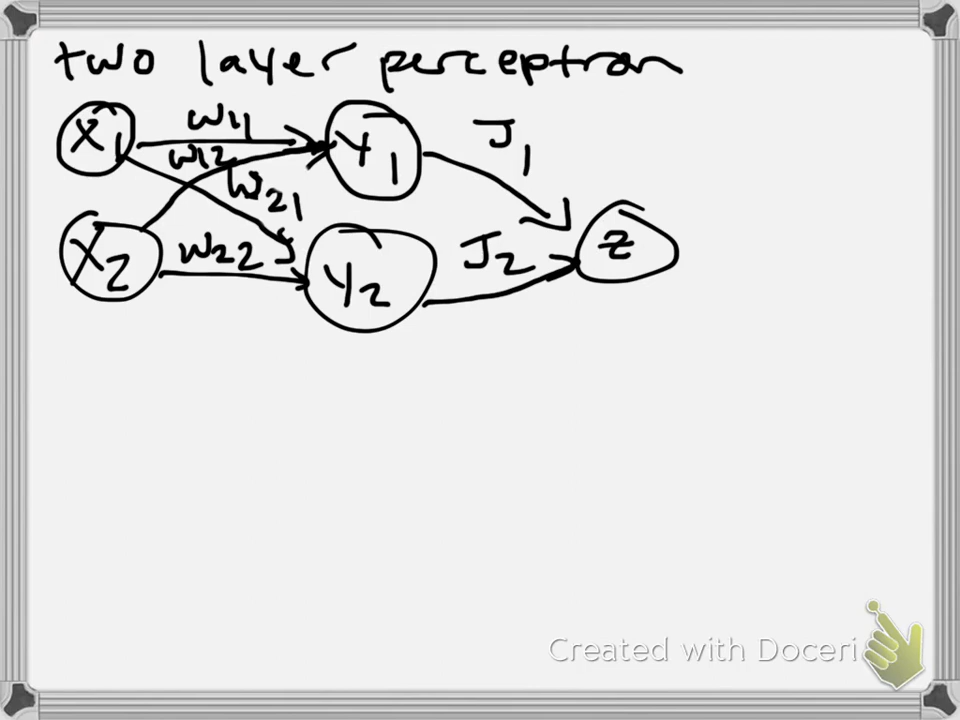 two layer perceptron
X1 W11 Y1 J1
W12
W21
X2 W22 Y2 J2 Z
Created with Doceri